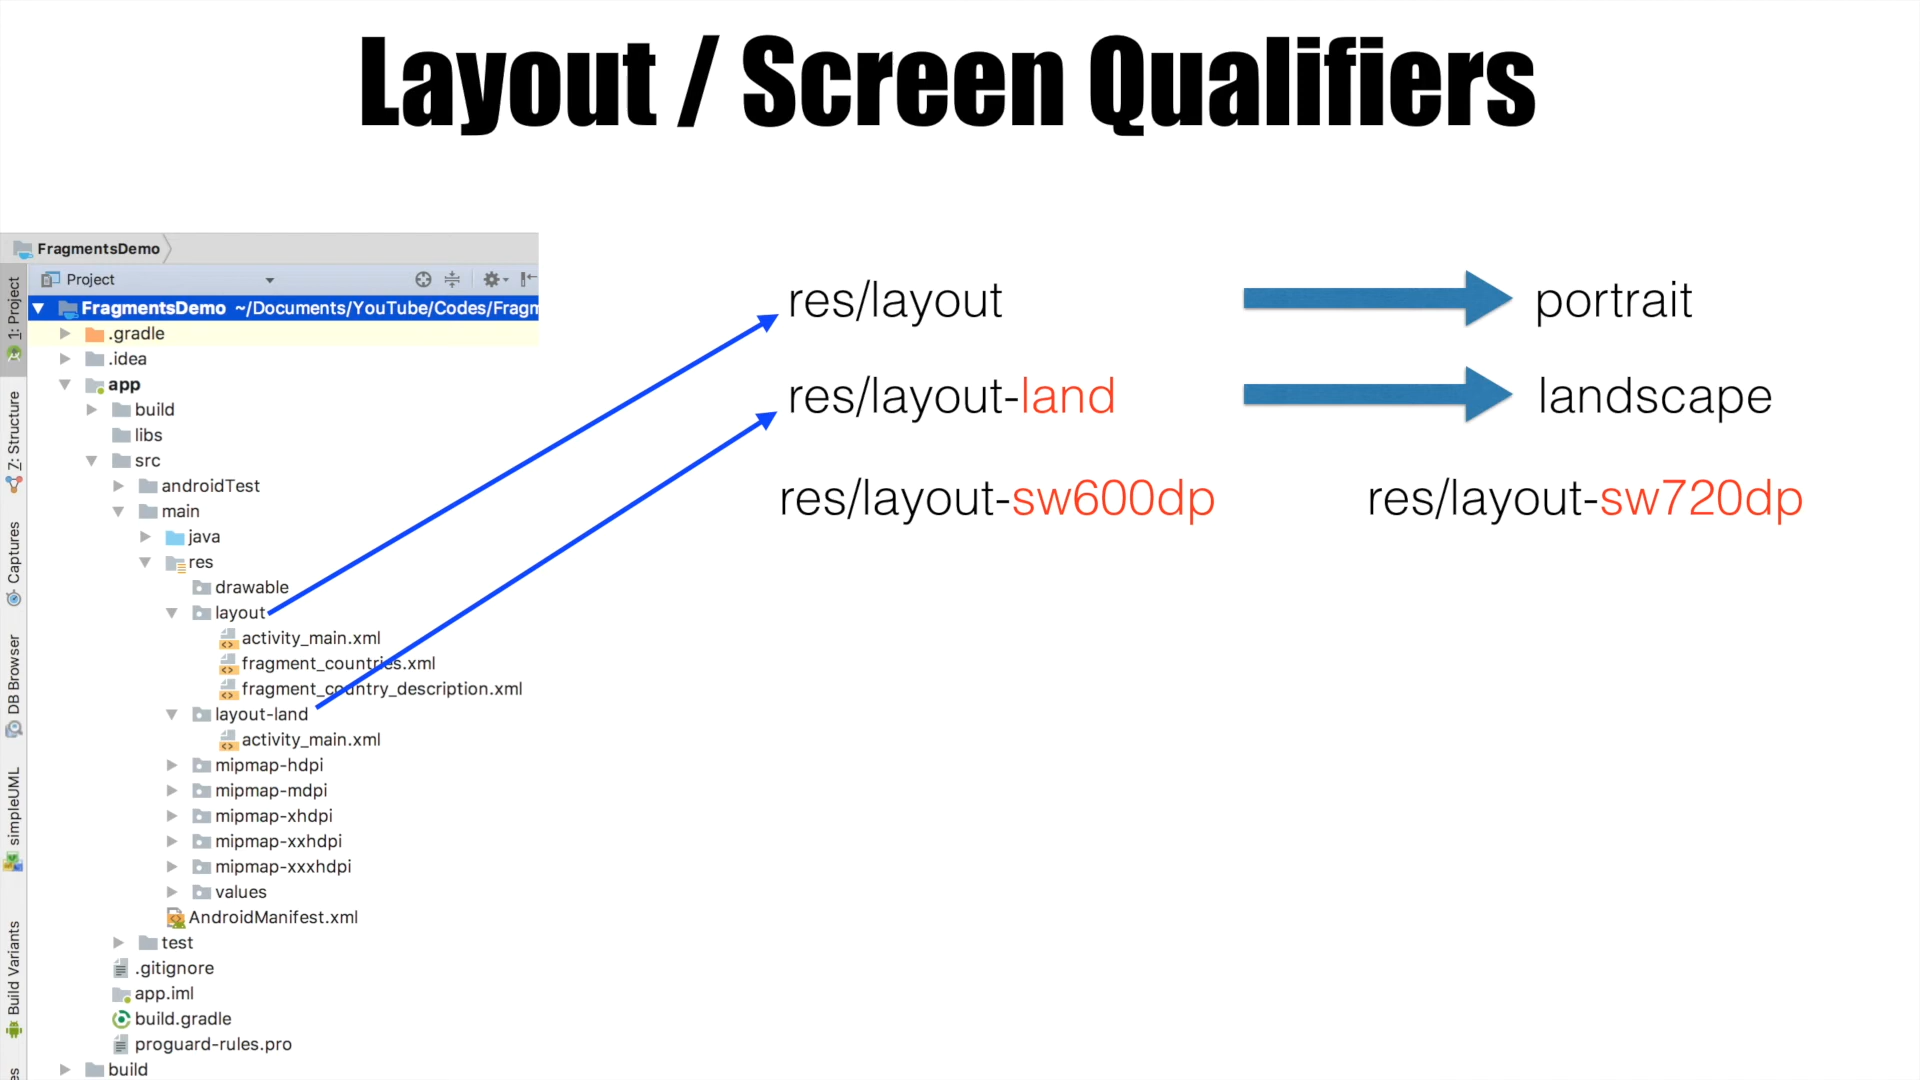 Layout / Screen Qualifiers
FragmentsDemo
Project
FragmentsDemo ~/Documents/YouTube/Codes/Fragm
.gradle
.idea
app
build
libs
src
androidTest
main
java
res
drawable
layout
activity_main.xml
fragment_countries.xml
fragment_country_description.xml
layout-land
activity_main.xml
mipmap-hdpi
mipmap-mdpi
mipmap-xhdpi
mipmap-xxhdpi
mipmap-xxxhdpi
values
AndroidManifest.xml
test
.gitignore
app.iml
build.gradle
proguard-rules.pro
build
1: Project
7: Structure
Captures
DB Browser
simpleUML
Build Variants
es
res/layout
portrait
res/layout-land
landscape
res/layout-sw600dp
res/layout-sw720dp